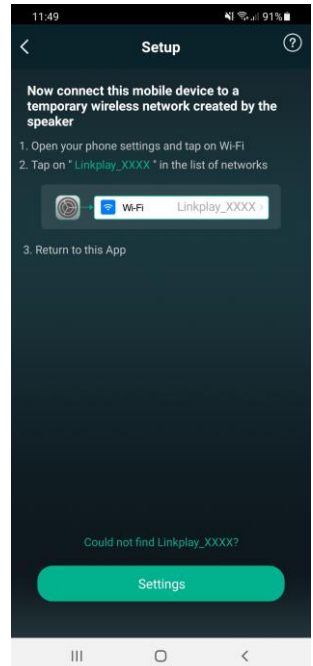 11:49
91%
Setup
?
Now connect this mobile device to a
temporary wireless network created by the
speaker
1. Open your phone settings and tap on Wi-Fi
2. Tap on " Linkplay_XXXX " in the list of networks
Wi-Fi Linkplay_XXXX >
3. Return to this App
Could not find Linkplay_XXXX?
Settings